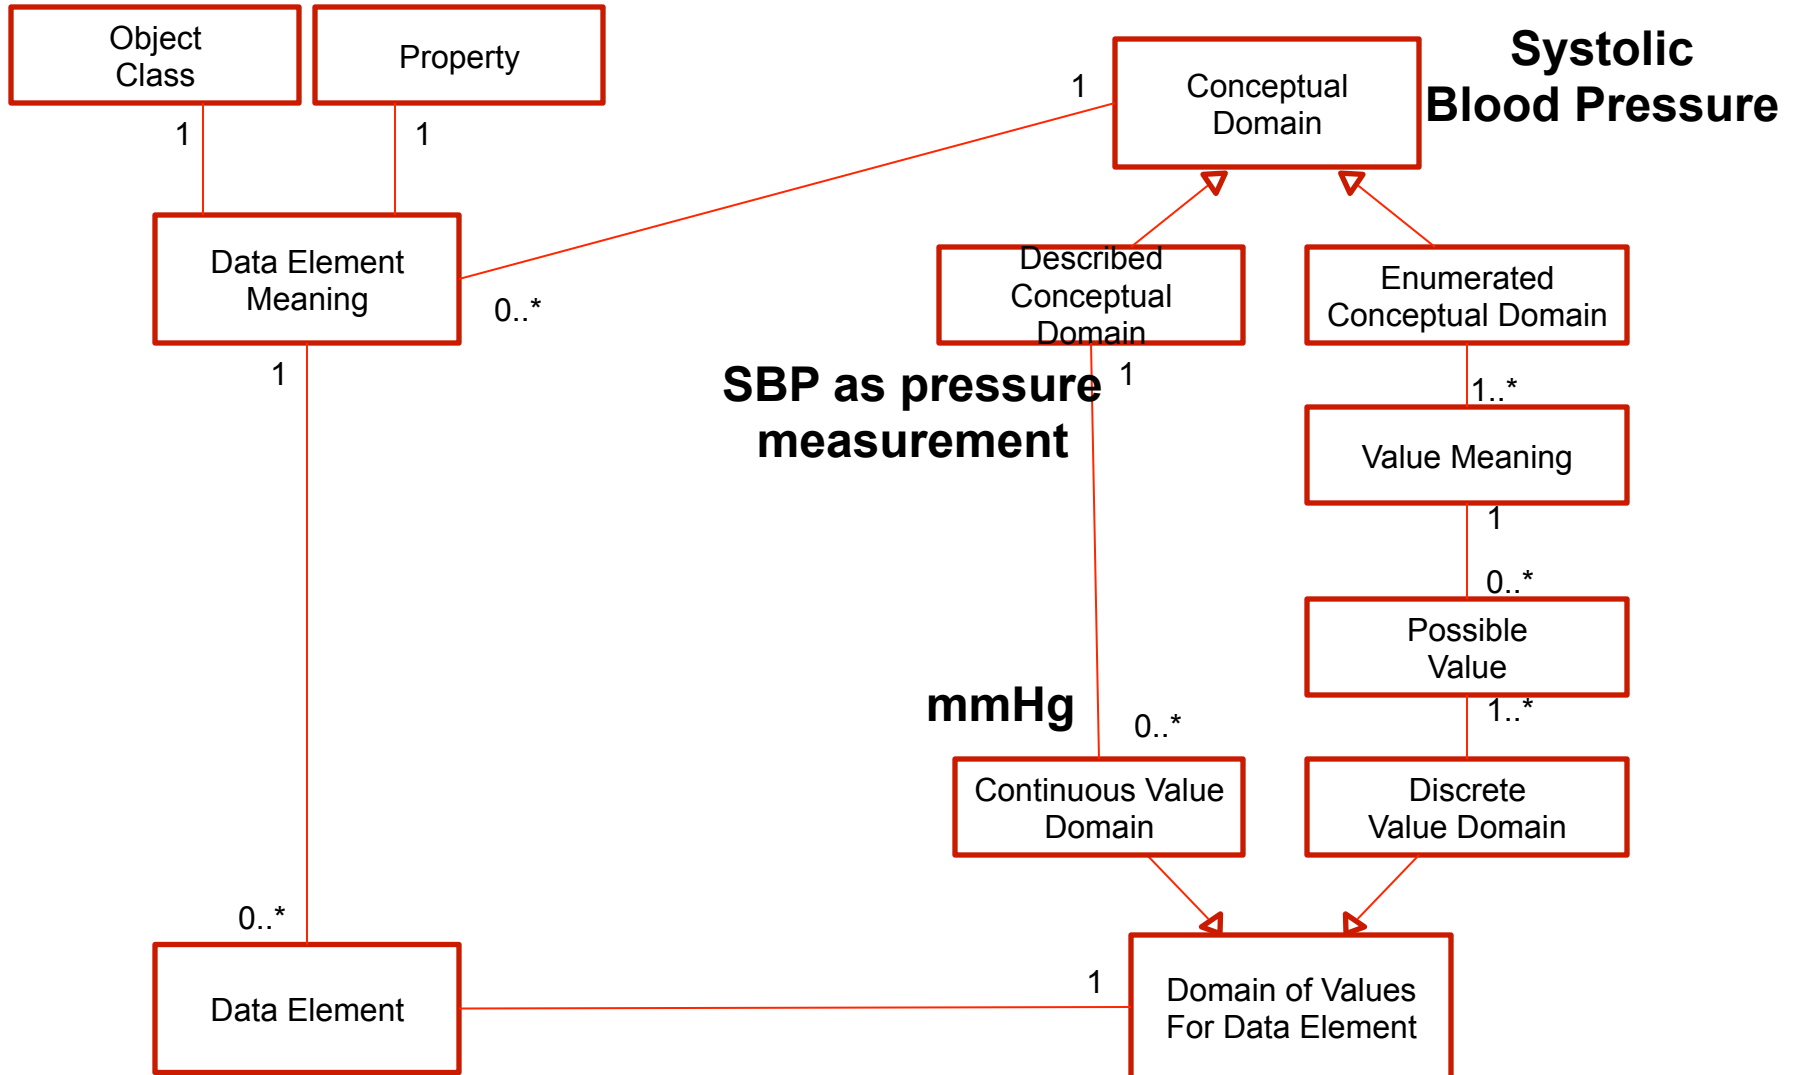 Object
Class
Property
Systolic
Blood Pressure
1
Conceptual
Domain
1
1
Data Element
Meaning
0..*
Described
Conceptual
Domain
Enumerated
Conceptual Domain
1
SBP as pressure
measurement
1
1..*
Value Meaning
1
0..*
Possible
Value
mmHg
0..*
1..*
Continuous Value
Domain
Discrete
Value Domain
0..*
Data Element
1
Domain of Values
For Data Element